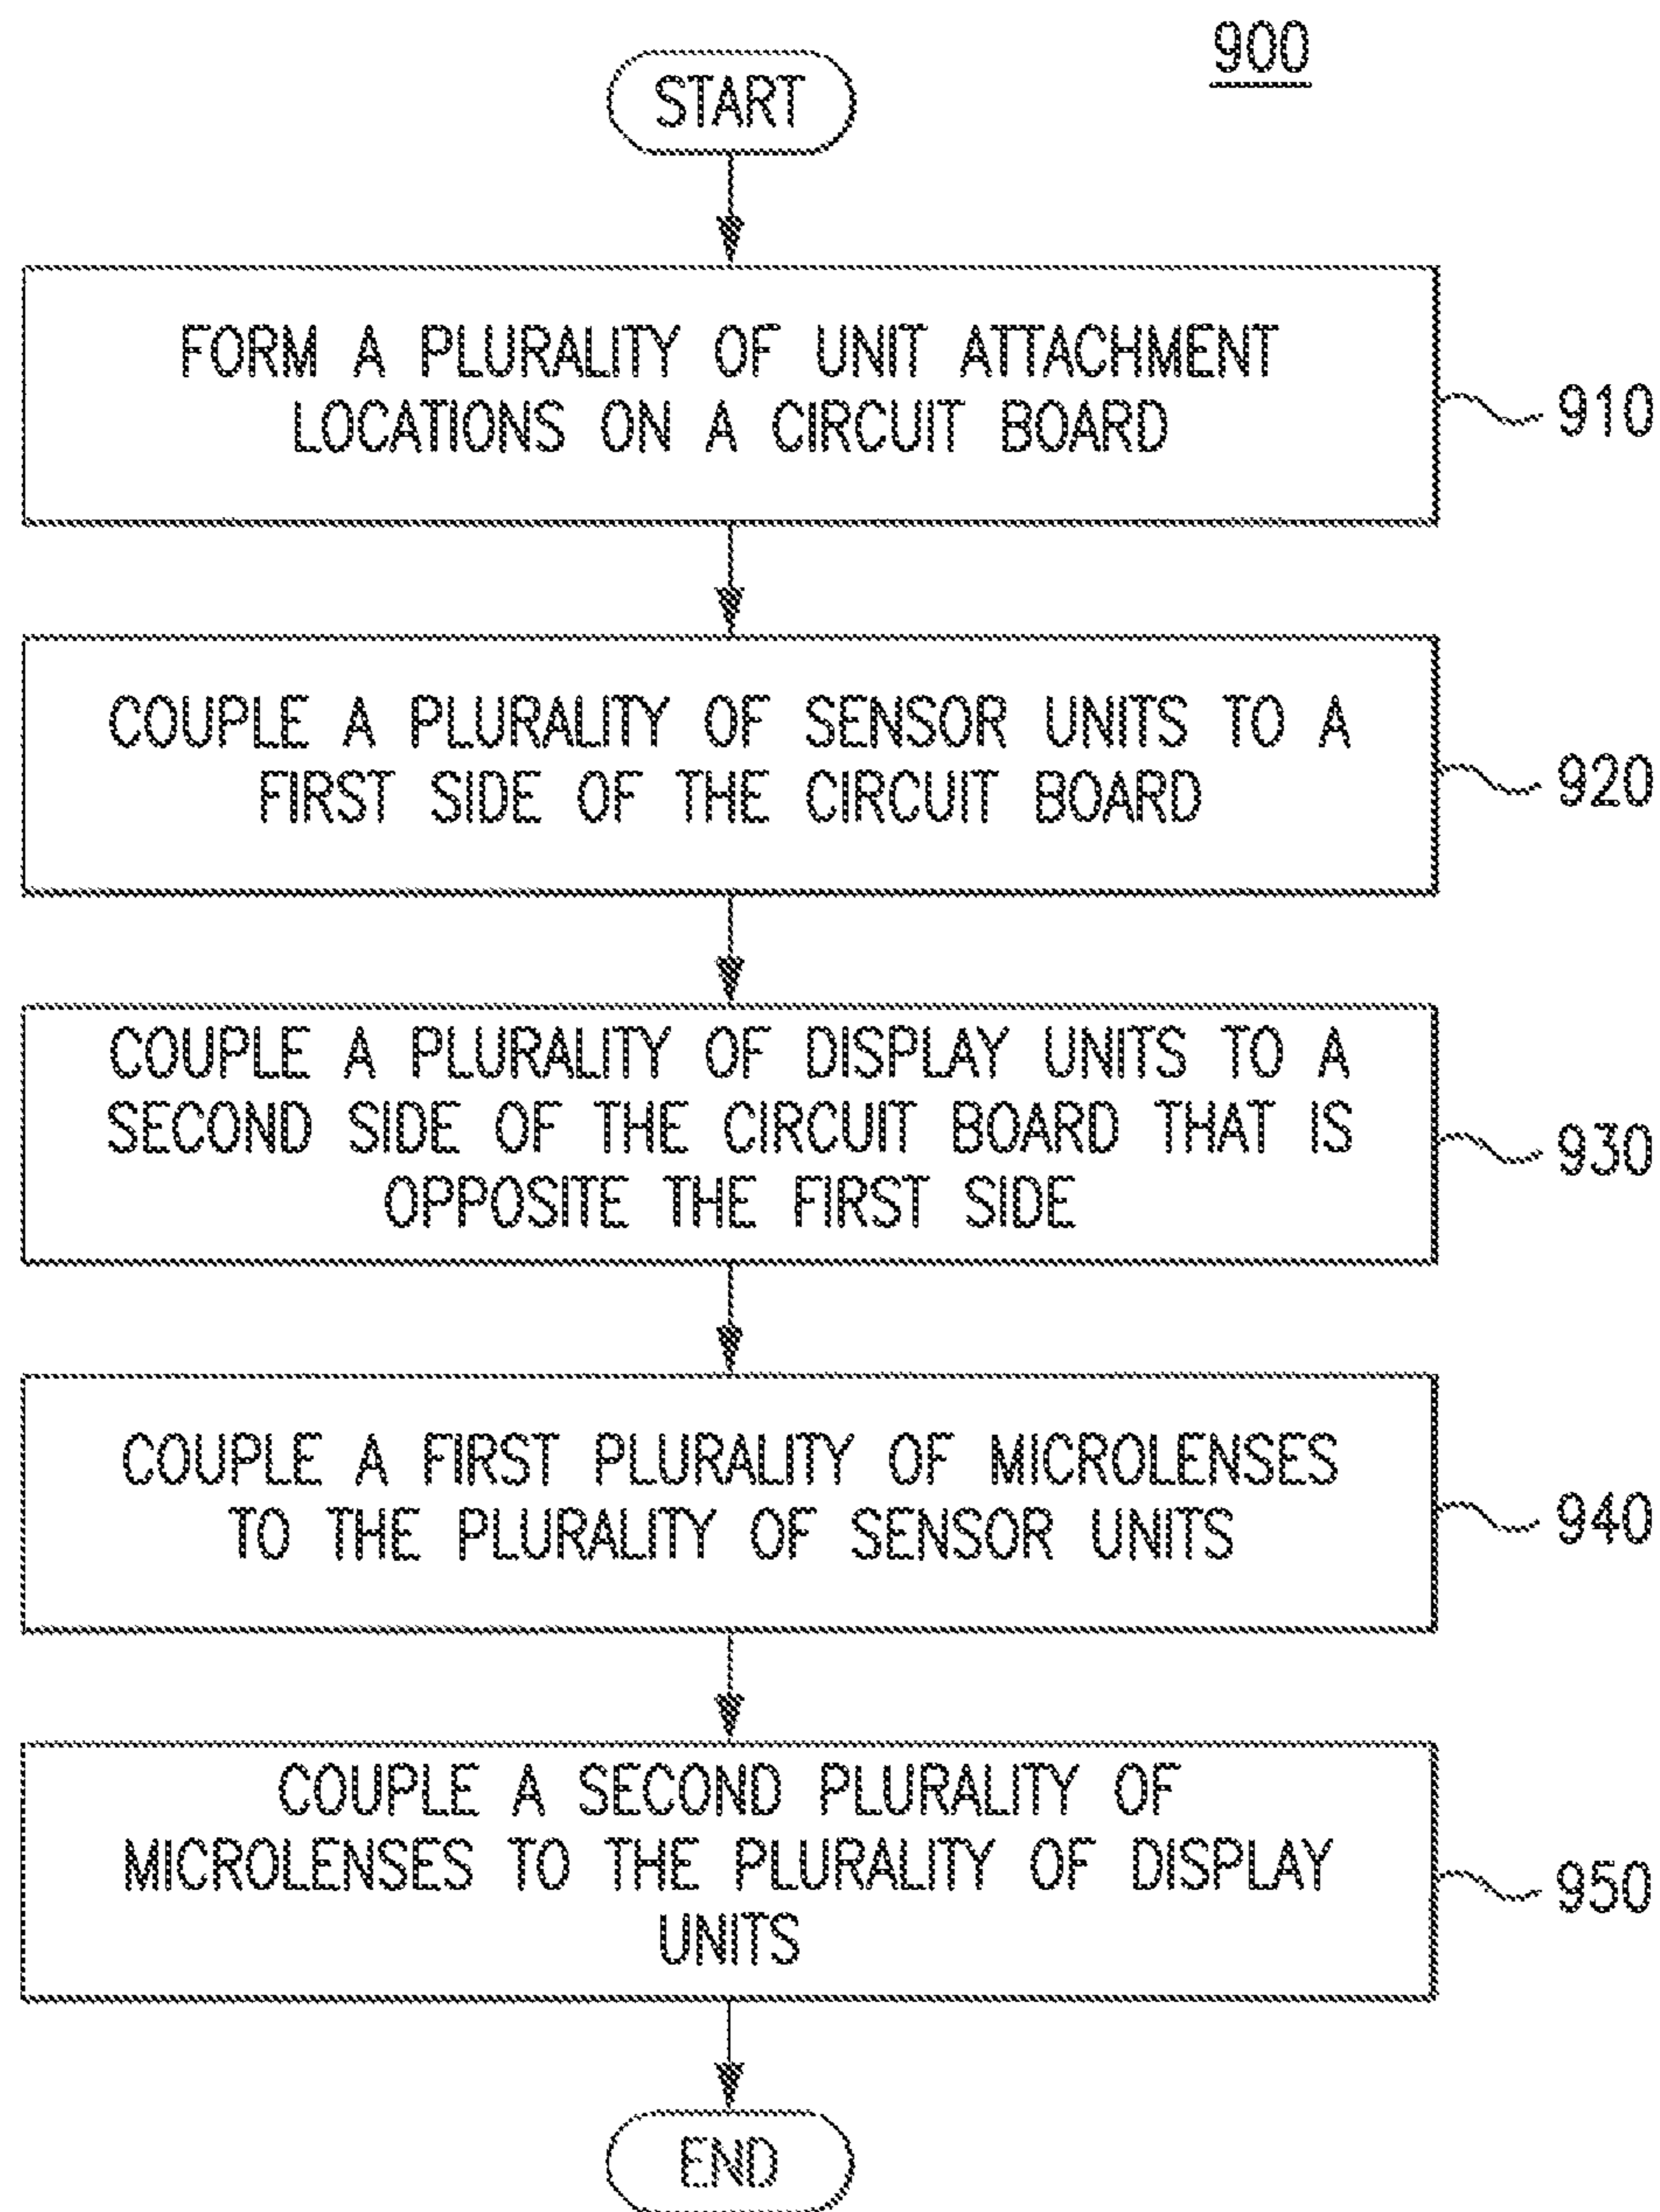 900
START
FORM A PLURALITY OF UNIT ATTACHMENT
LOCATIONS ON A CIRCUIT BOARD
910
COUPLE A PLURALITY OF SENSOR UNITS TO A
FIRST SIDE OF THE CIRCUIT BOARD
920
COUPLE A PLURALITY OF DISPLAY UNITS TO A
SECOND SIDE OF THE CIRCUIT BOARD THAT IS
OPPOSITE THE FIRST SIDE
930
COUPLE A FIRST PLURALITY OF MICROLENSES
TO THE PLURALITY OF SENSOR UNITS
940
COUPLE A SECOND PLURALITY OF
MICROLENSES TO THE PLURALITY OF DISPLAY
UNITS
950
END